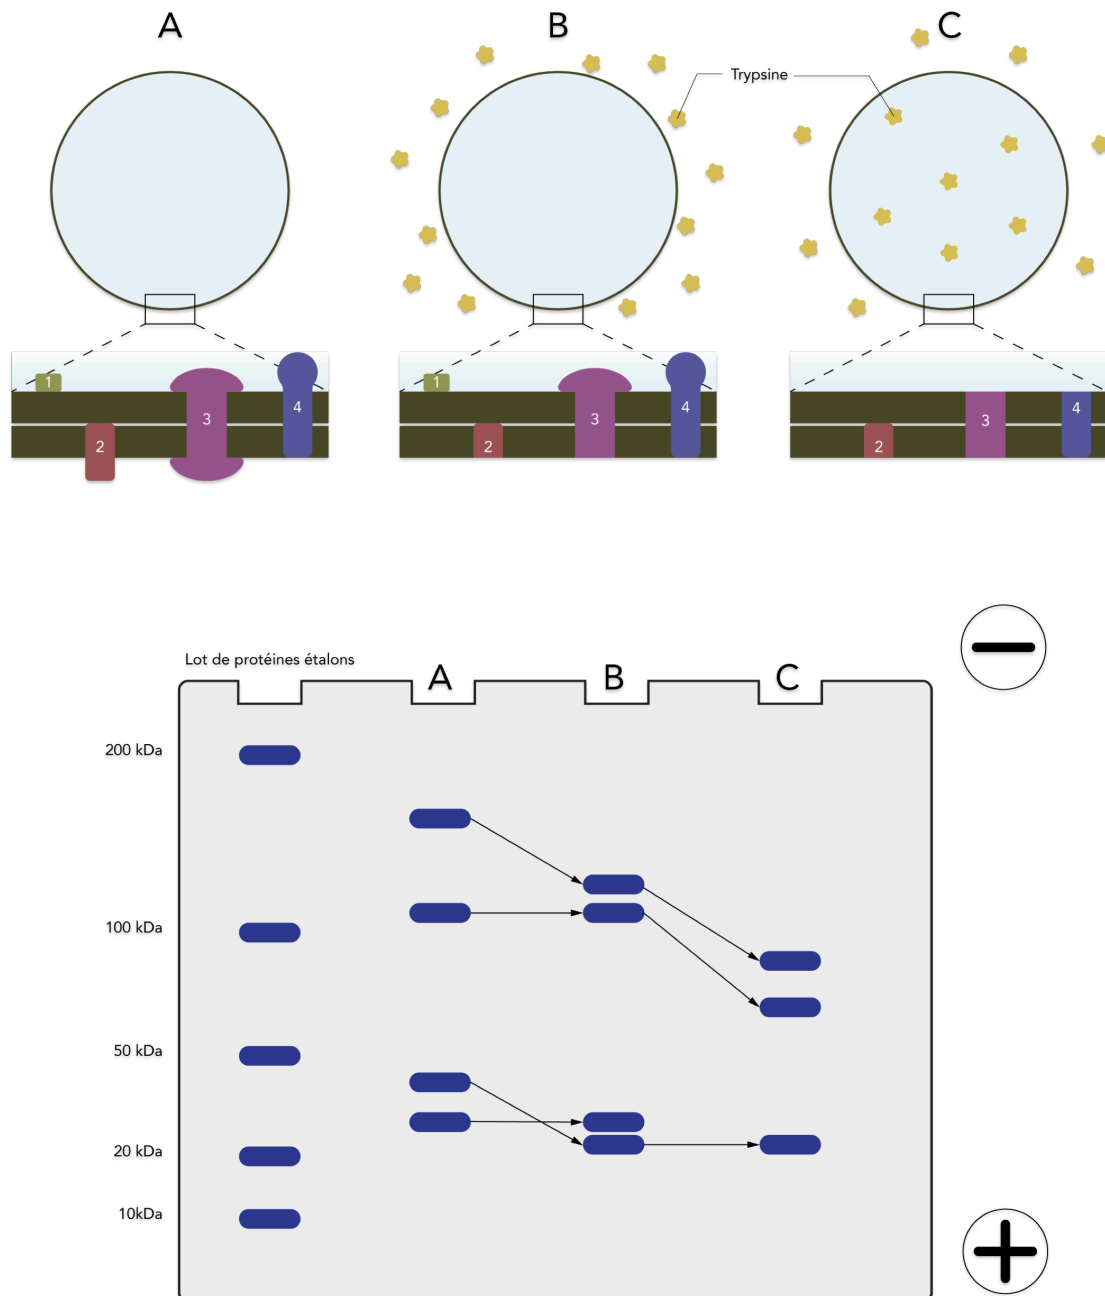 A B C
Trypsine
1 2 3 4
1 2 3 4
2 3 4
Lot de protéines étalons
A B C
200 kDa
100 kDa
50 kDa
20 kDa
10kDa